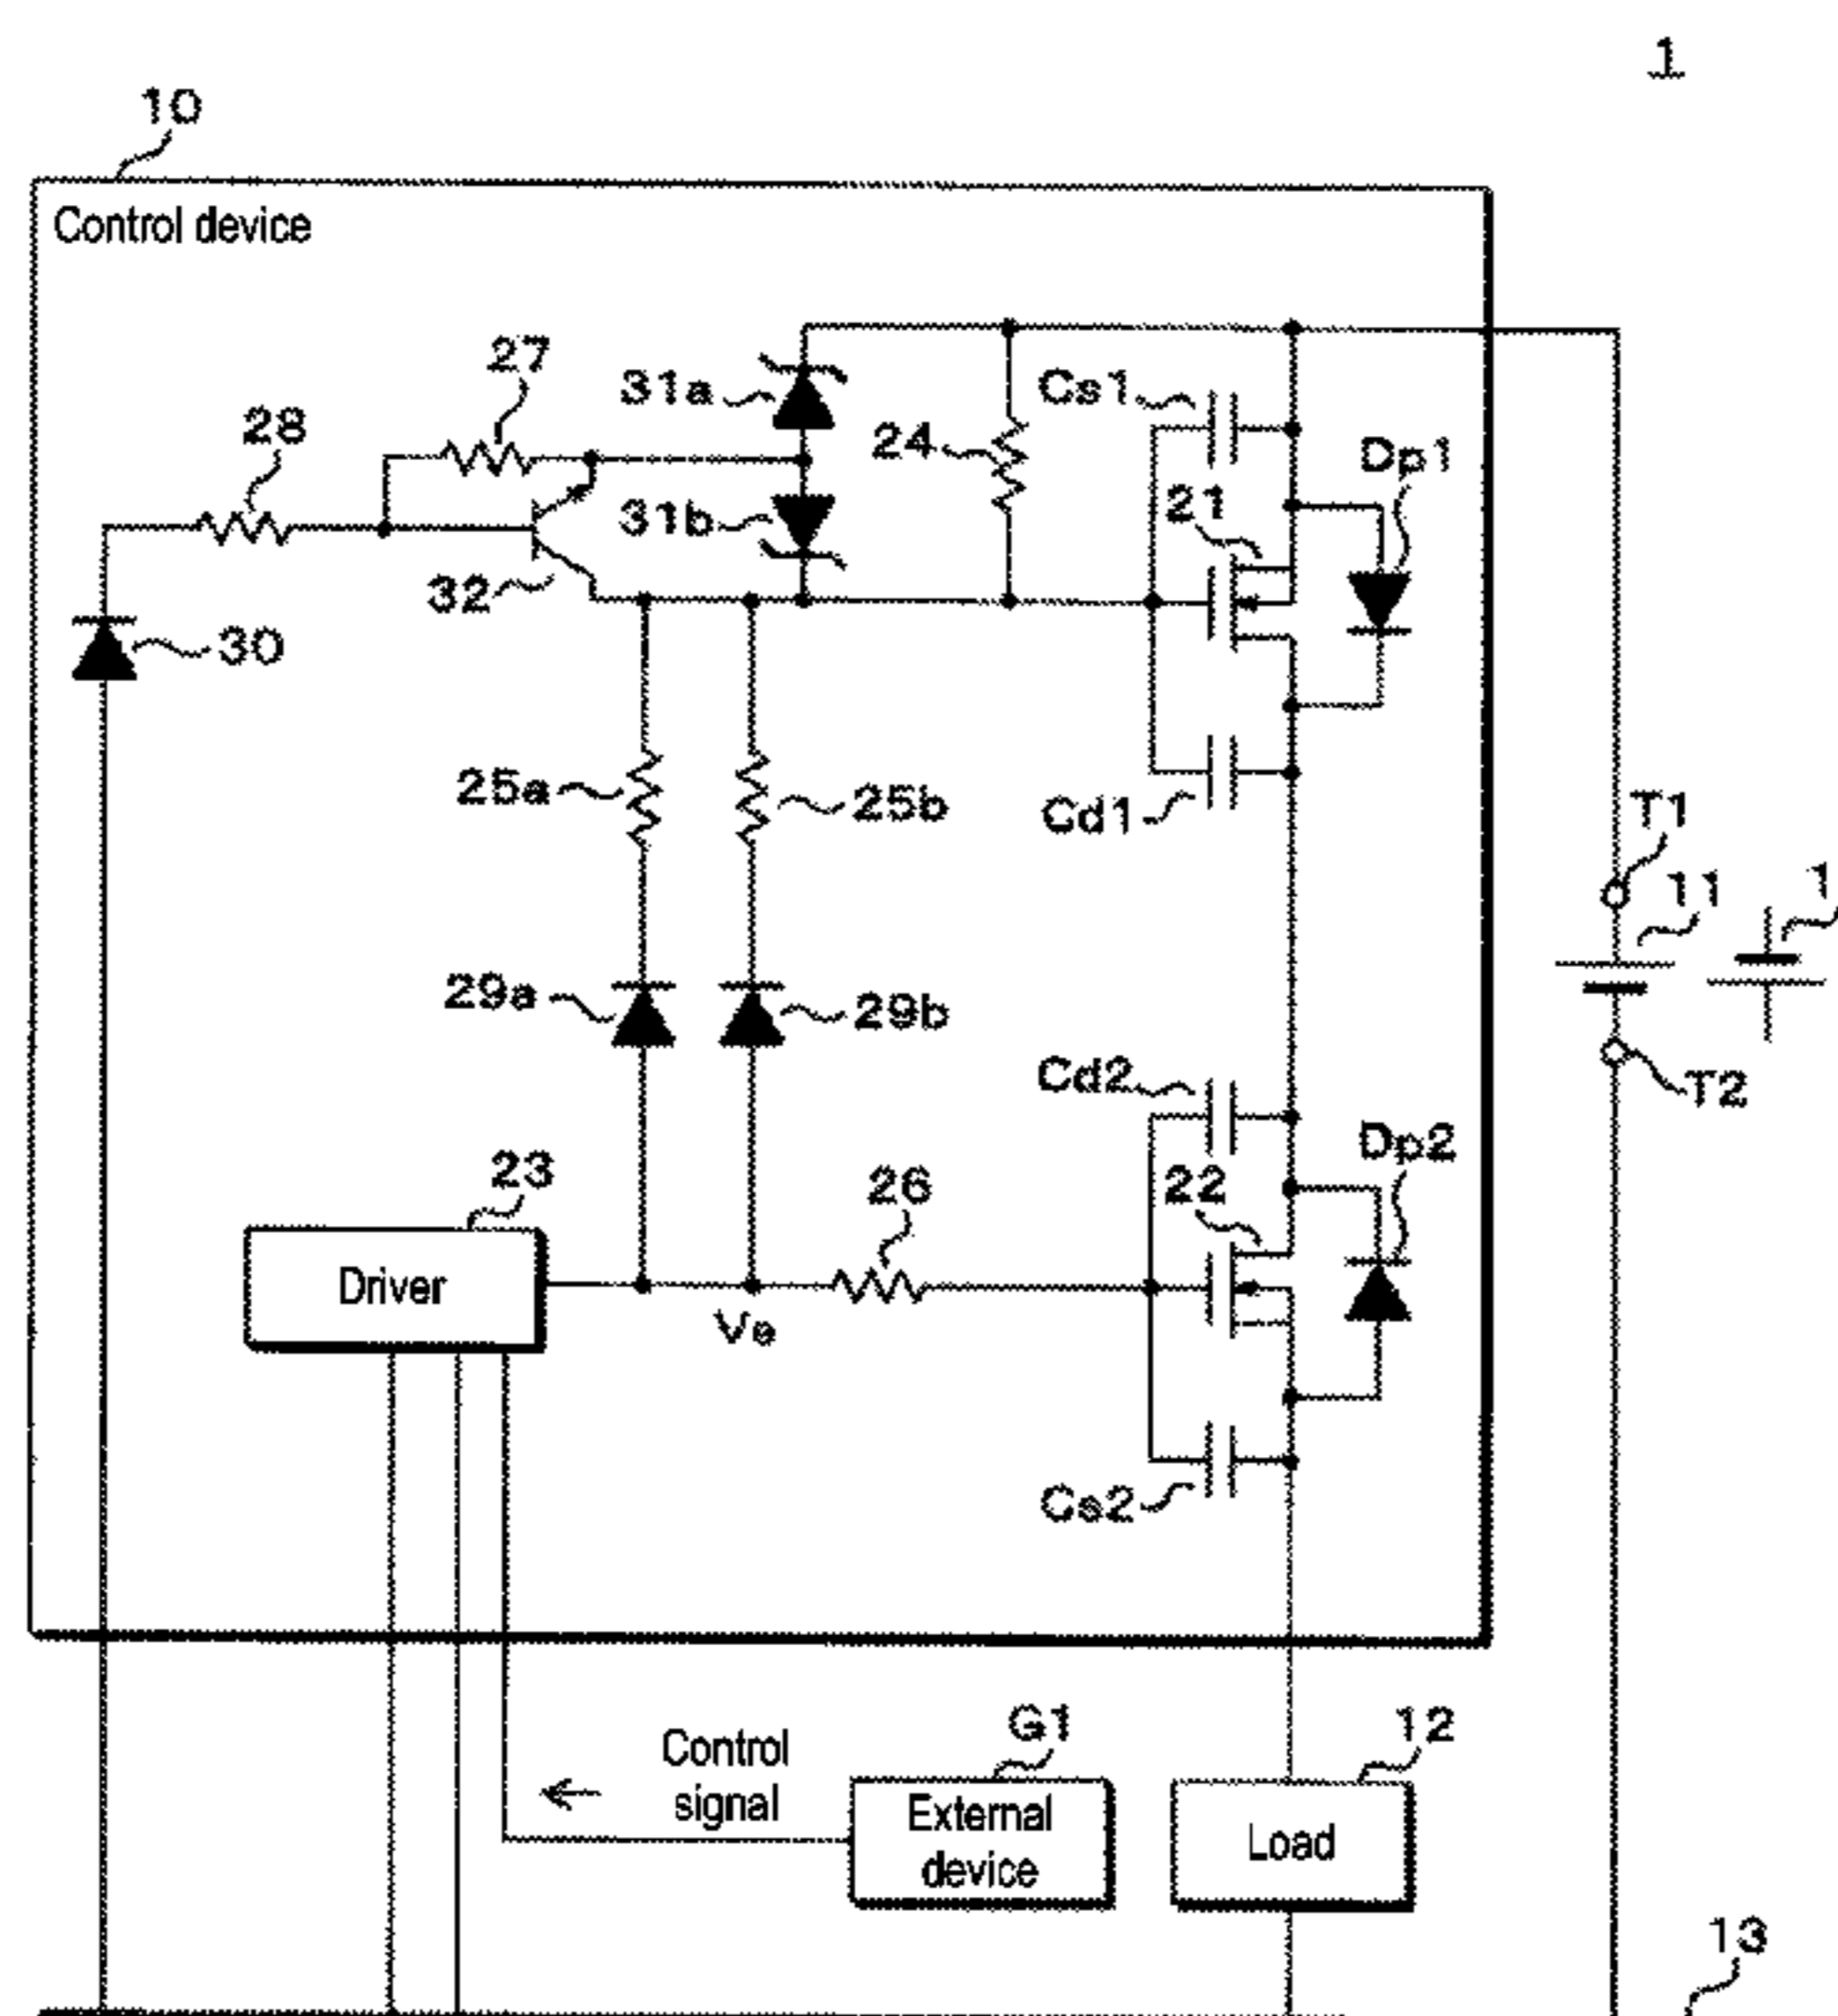 1
10
Control device
27
31a
Cs1
28
24
Dp1
21
31b
32
30
25a
25b
Cd1
T1
11
1
29a
29b
Cd2
T2
Dp2
23
26
22
Driver
Ve
Cs2
G1
12
Control
signal
External
device
Load
13